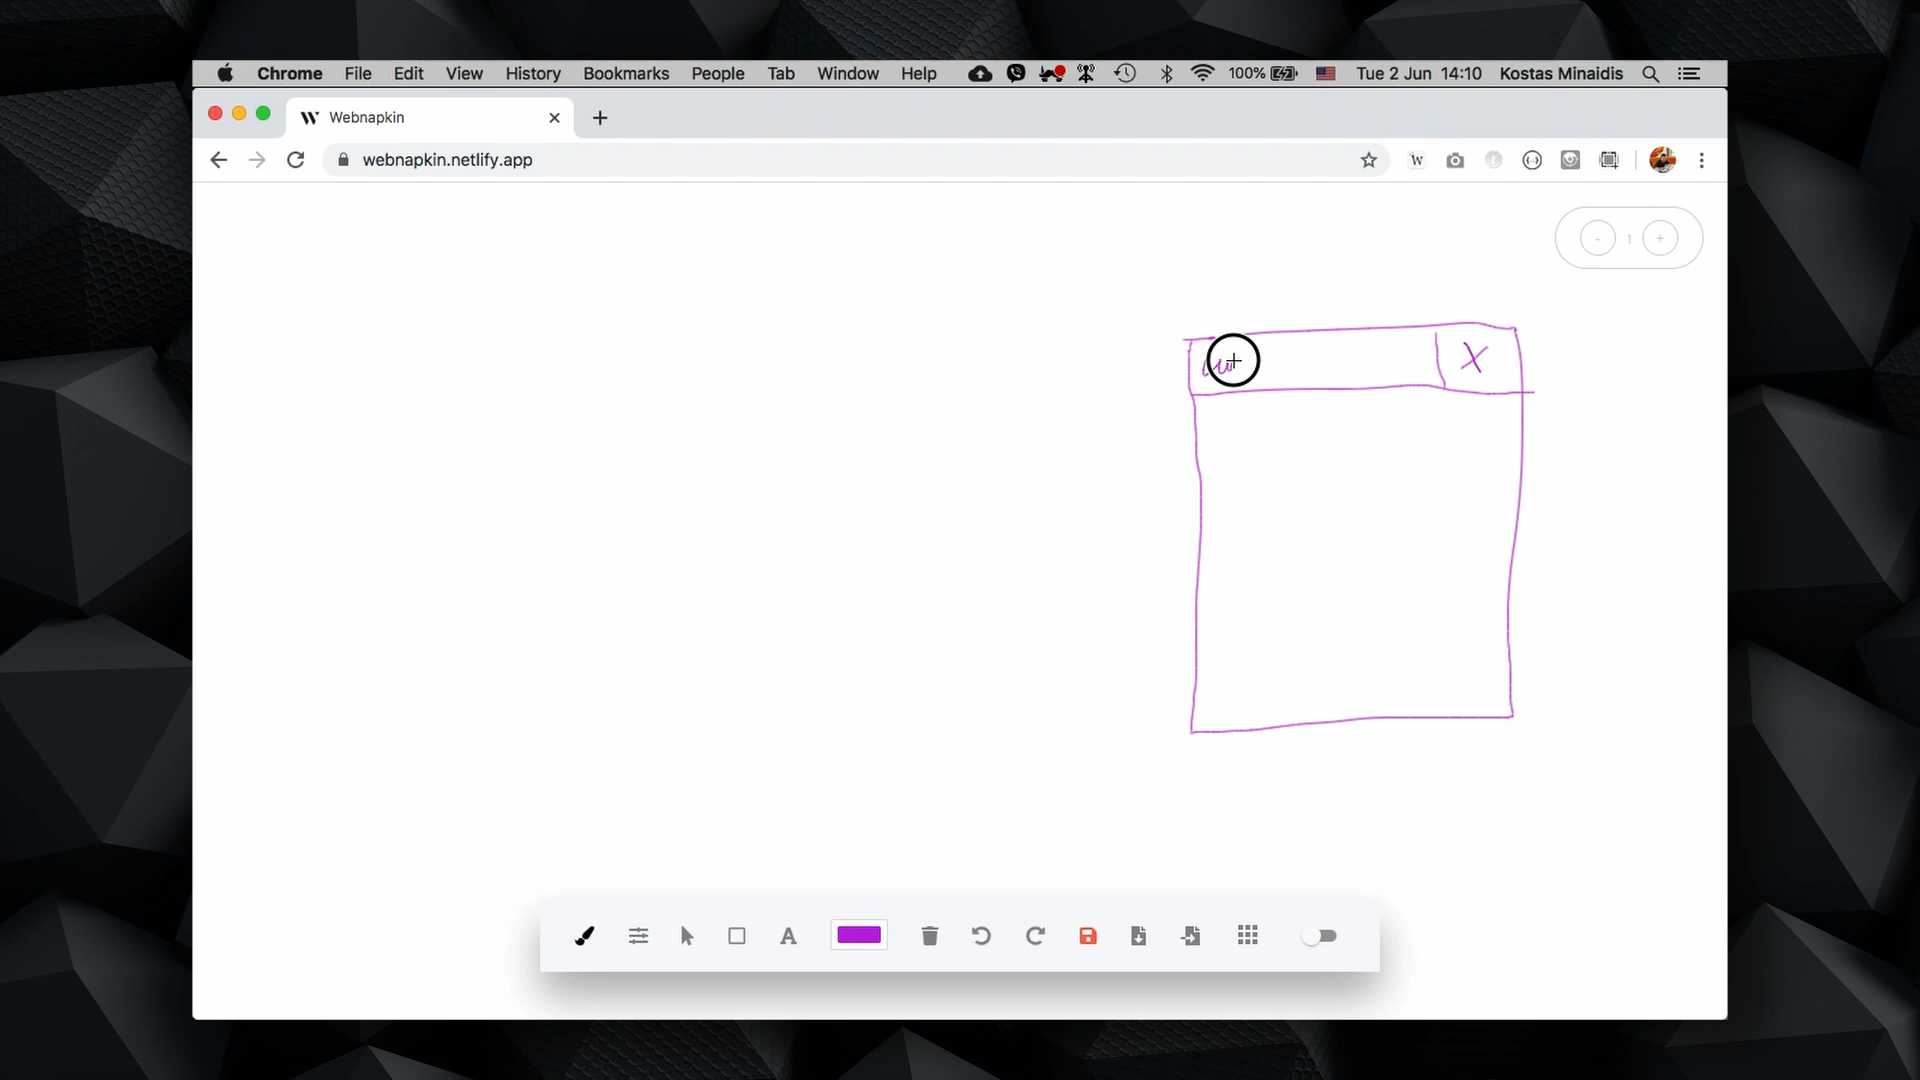 Chrome File Edit View History Bookmarks People Tab Window Help 100% Tue 2 Jun 14:10 Kostas Minaidis
Webnapkin
webnapkin.netlify.app
W
- 1 +
X
A